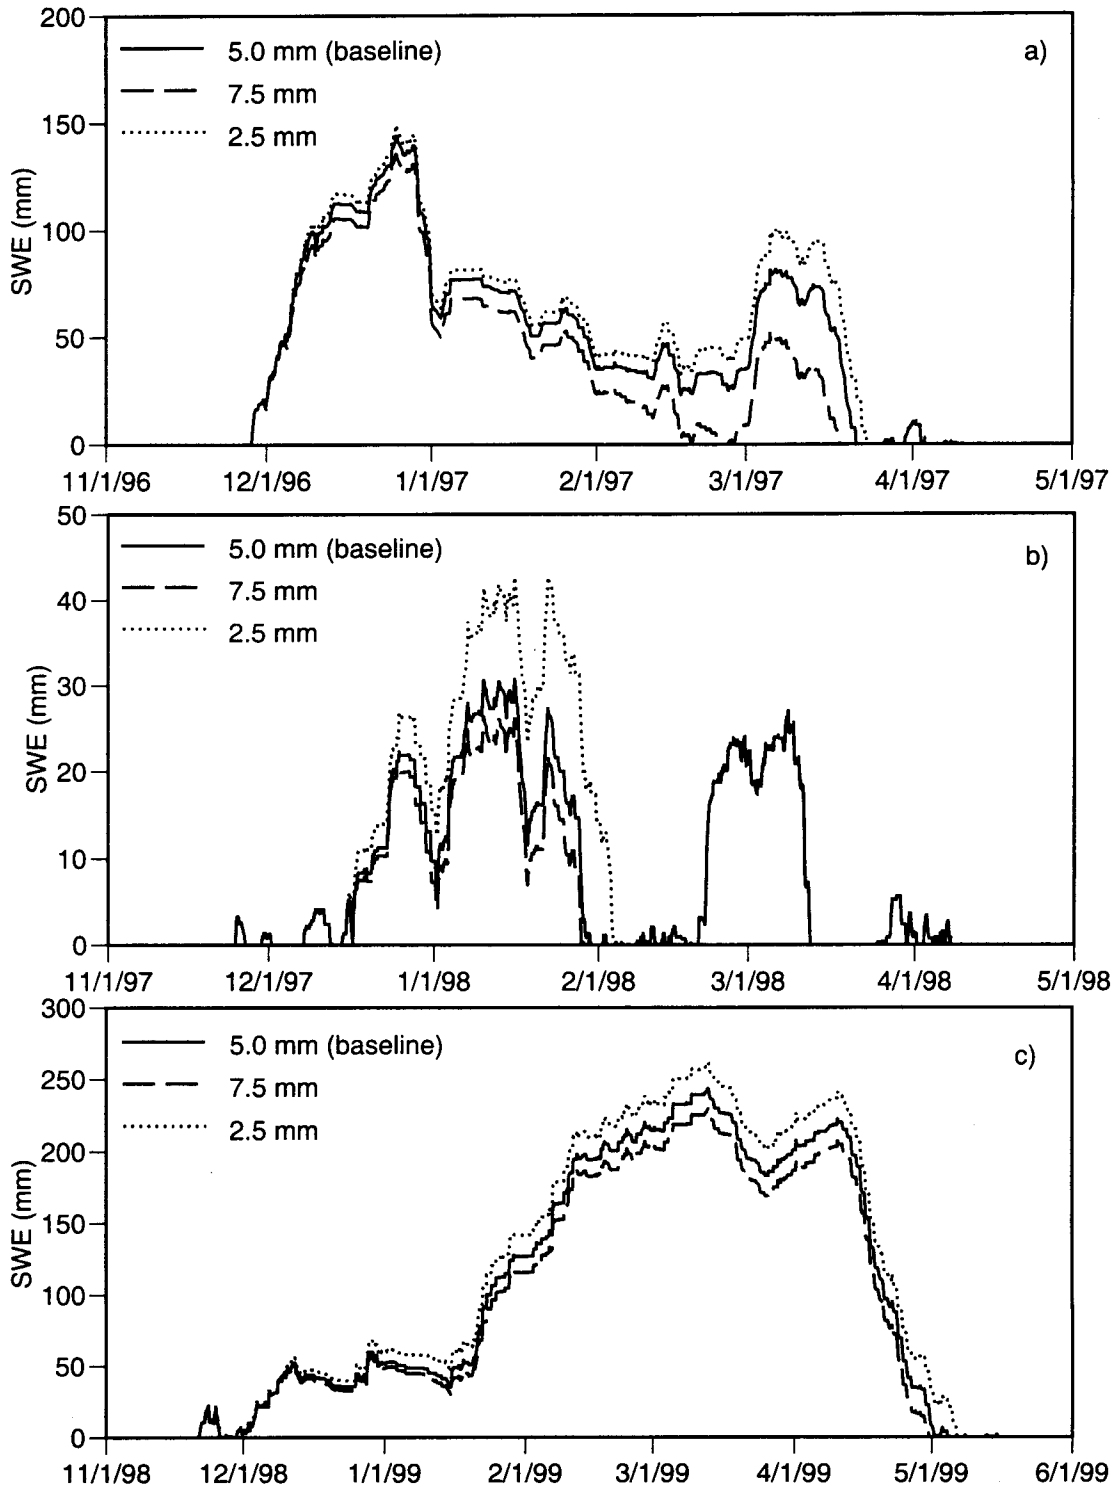 200
5.0 mm (baseline)
a)
7.5 mm
150
2.5 mm
SWE (mm)
100
50
0
11/1/96 12/1/96 1/1/97 2/1/97 3/1/97 4/1/97 5/1/97
50
5.0 mm (baseline)
b)
7.5 mm
40
2.5 mm
30
SWE (mm)
20
10
0
11/1/97 12/1/97 1/1/98 2/1/98 3/1/98 4/1/98 5/1/98
300
5.0 mm (baseline)
c)
250
7.5 mm
2.5 mm
200
SWE (mm)
150
100
50
0
11/1/98 12/1/98 1/1/99 2/1/99 3/1/99 4/1/99 5/1/99 6/1/99